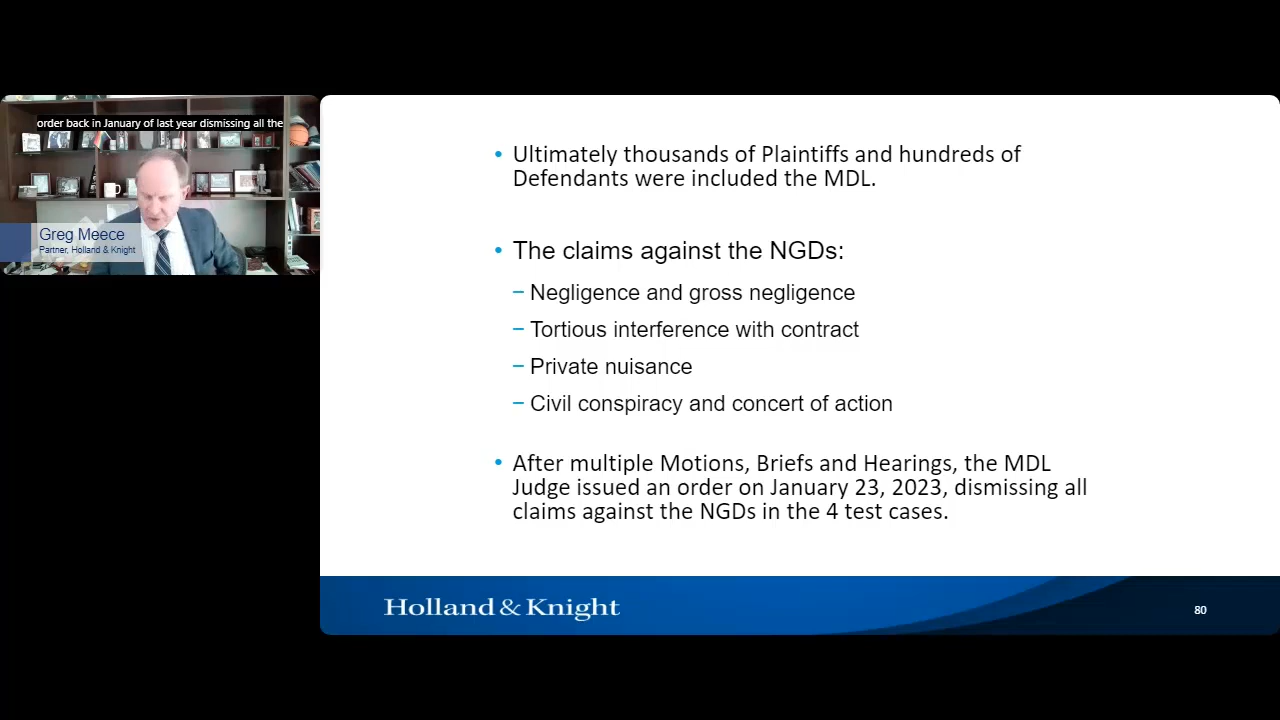 order back in January of last year dismissing all the
Greg Meece
Partner, Holland & Knight
• Ultimately thousands of Plaintiffs and hundreds of
Defendants were included the MDL.
• The claims against the NGDs:
– Negligence and gross negligence
– Tortious interference with contract
– Private nuisance
– Civil conspiracy and concert of action
• After multiple Motions, Briefs and Hearings, the MDL
Judge issued an order on January 23, 2023, dismissing all
claims against the NGDs in the 4 test cases.
Holland & Knight
80